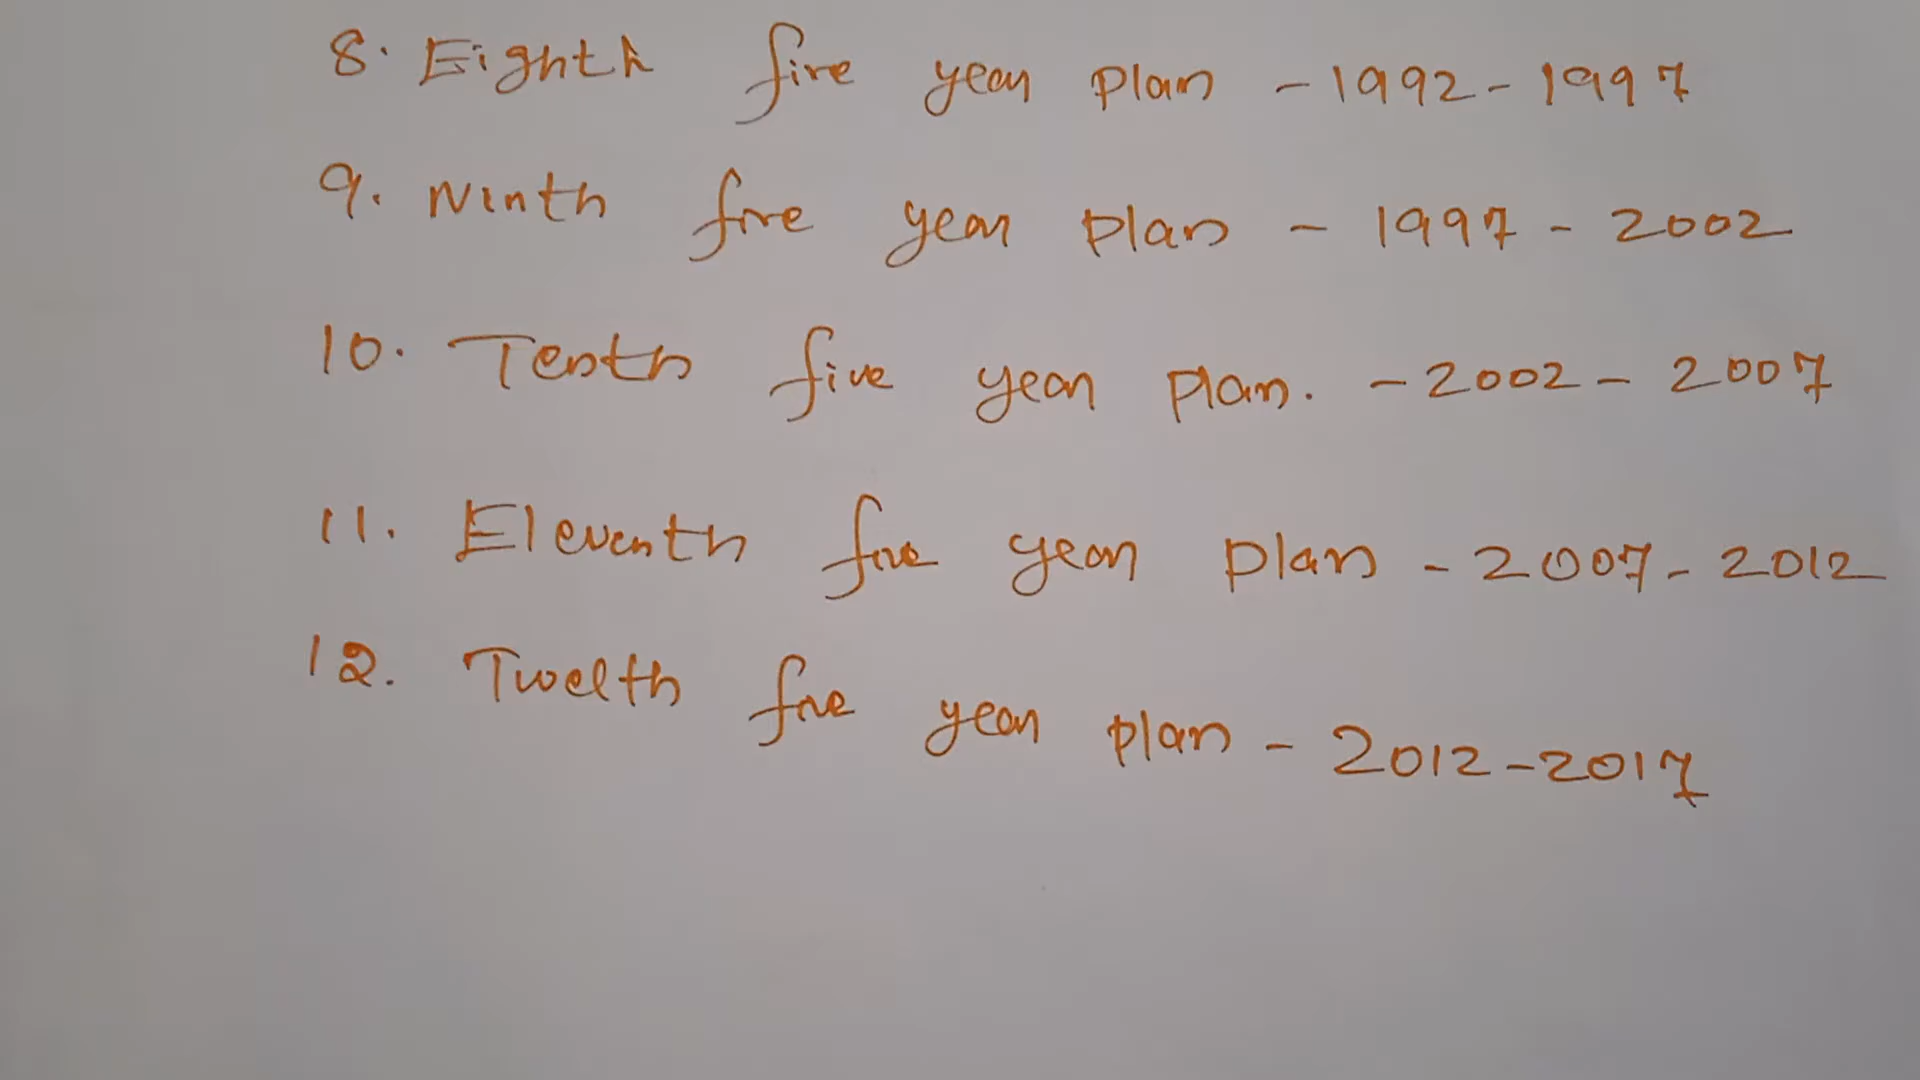 8. Eighth five year plan - 1992 - 1997
9. Ninth five year plan - 1997 - 2002
10. Tenth five year plan. - 2002 - 2007
11. Eleventh five year plan - 2007 - 2012
12. Twelth five year plan - 2012 - 2017